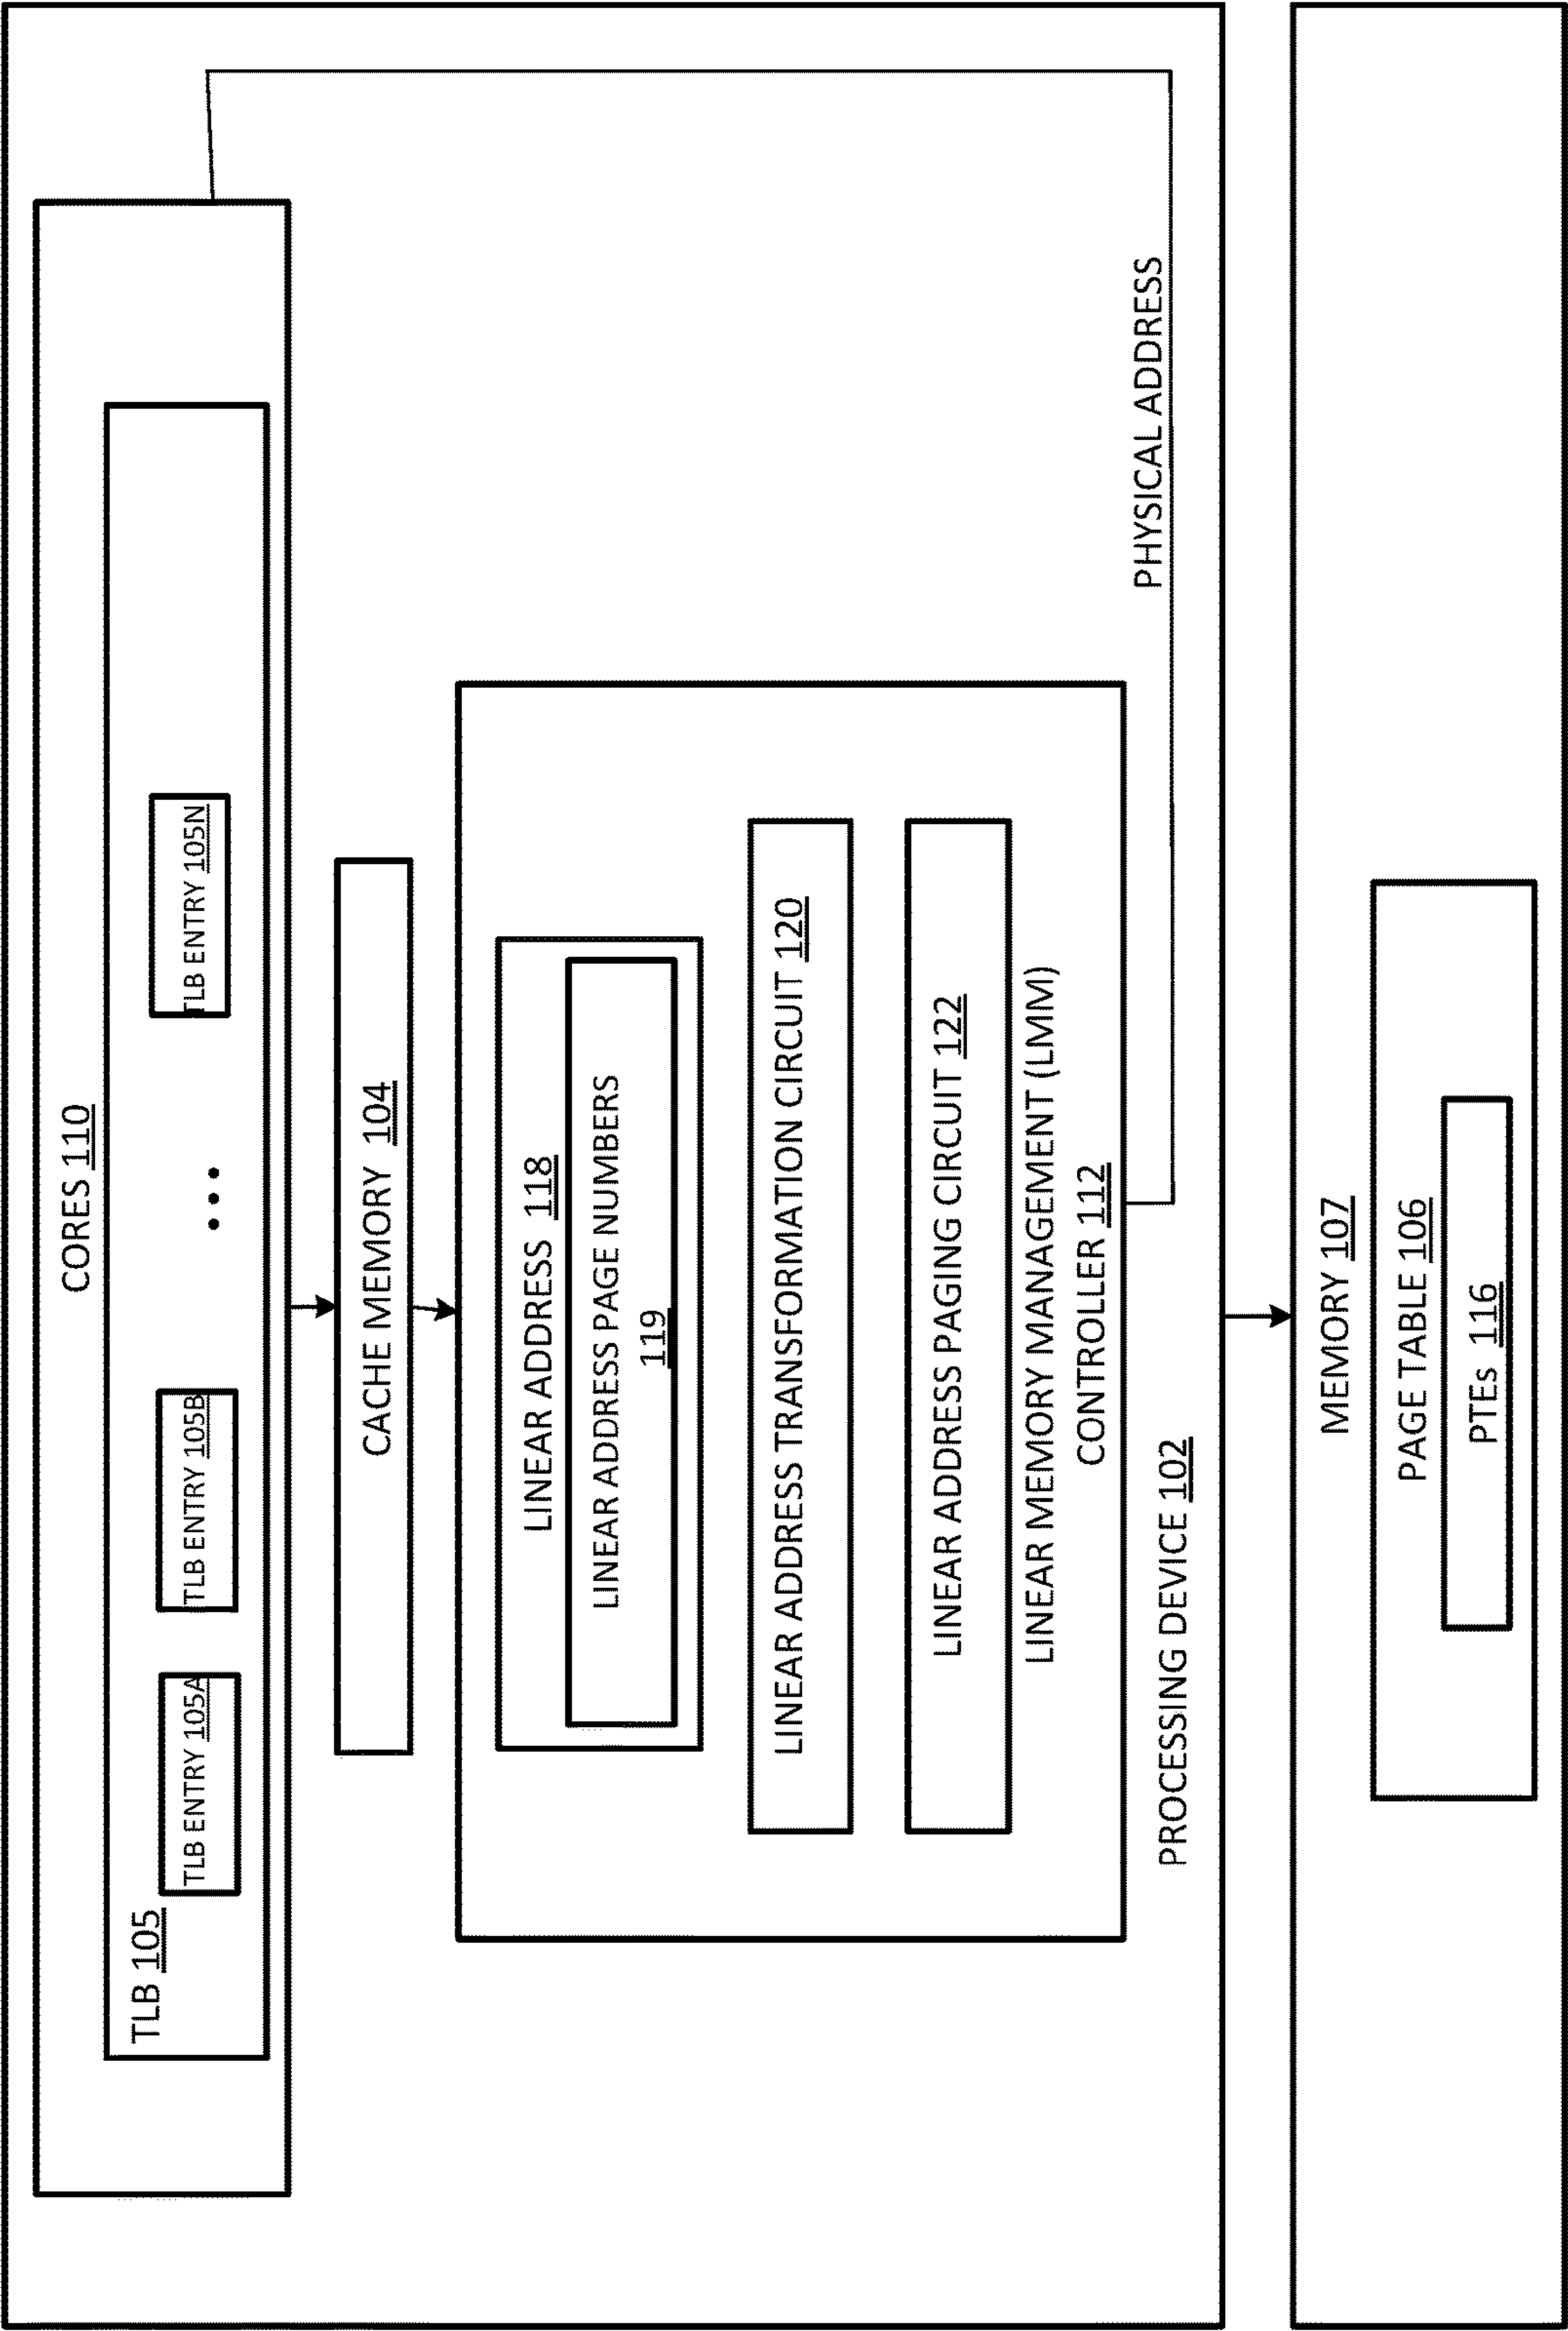 CORES 110
TLB 105
TLB ENTRY 105A
TLB ENTRY 105B
...
TLB ENTRY 105N
CACHE MEMORY 104
LINEAR ADDRESS 118
LINEAR ADDRESS PAGE NUMBERS
119
LINEAR ADDRESS TRANSFORMATION CIRCUIT 120
LINEAR ADDRESS PAGING CIRCUIT 122
LINEAR MEMORY MANAGEMENT (LMM)
CONTROLLER 112
PHYSICAL ADDRESS
PROCESSING DEVICE 102
MEMORY 107
PAGE TABLE 106
PTEs 116